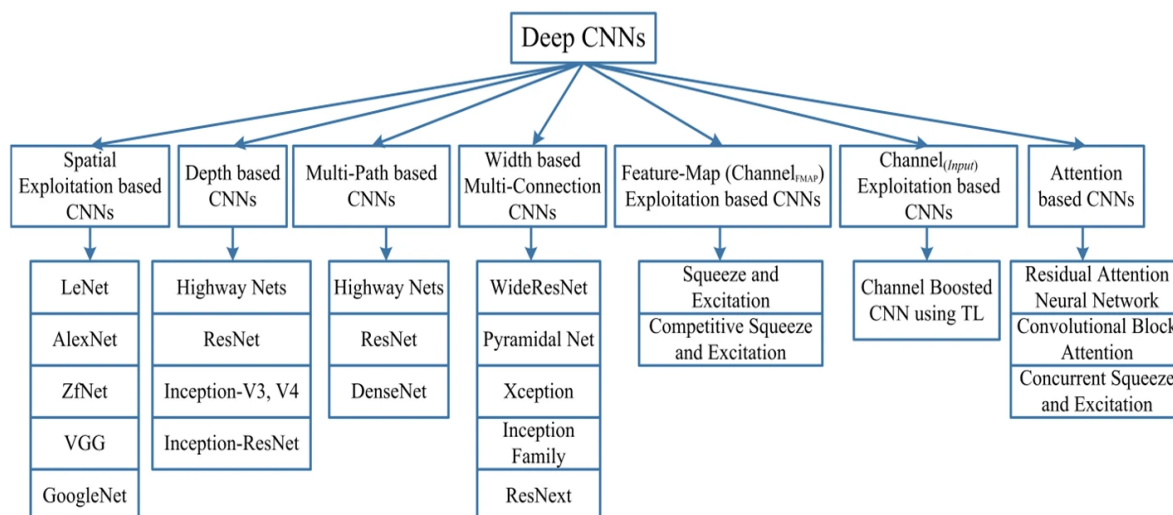 Deep CNNs
Spatial
Exploitation based
CNNs
Depth based
CNNs
Multi-Path based
CNNs
Width based
Multi-Connection
CNNs
Feature-Map (Channel_FMAP)
Exploitation based CNNs
Channel_(Input)
Exploitation based
CNNs
Attention
based CNNs
LeNet
AlexNet
ZfNet
VGG
GoogleNet
Highway Nets
ResNet
Inception-V3, V4
Inception-ResNet
Highway Nets
ResNet
DenseNet
WideResNet
Pyramidal Net
Xception
Inception
Family
ResNext
Squeeze and
Excitation
Competitive Squeeze
and Excitation
Channel Boosted
CNN using TL
Residual Attention
Neural Network
Convolutional Block
Attention
Concurrent Squeeze
and Excitation